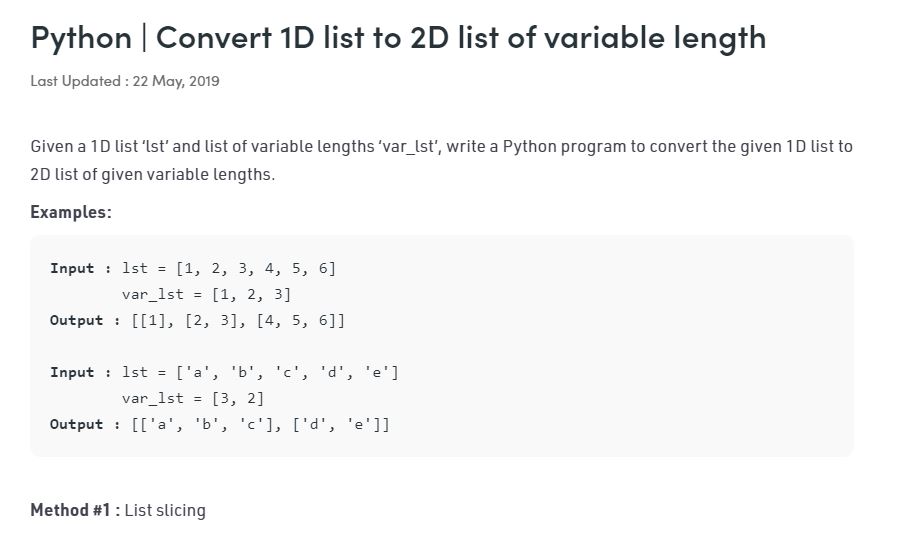 Python | Convert 1D list to 2D list of variable length
Last Updated : 22 May, 2019
Given a 1D list ‘lst’ and list of variable lengths ‘var_lst’, write a Python program to convert the given 1D list to
2D list of given variable lengths.
Examples:
Input : lst = [1, 2, 3, 4, 5, 6]
        var_lst = [1, 2, 3]
Output : [[1], [2, 3], [4, 5, 6]]
Input : lst = ['a', 'b', 'c', 'd', 'e']
        var_lst = [3, 2]
Output : [['a', 'b', 'c'], ['d', 'e']]
Method #1 : List slicing